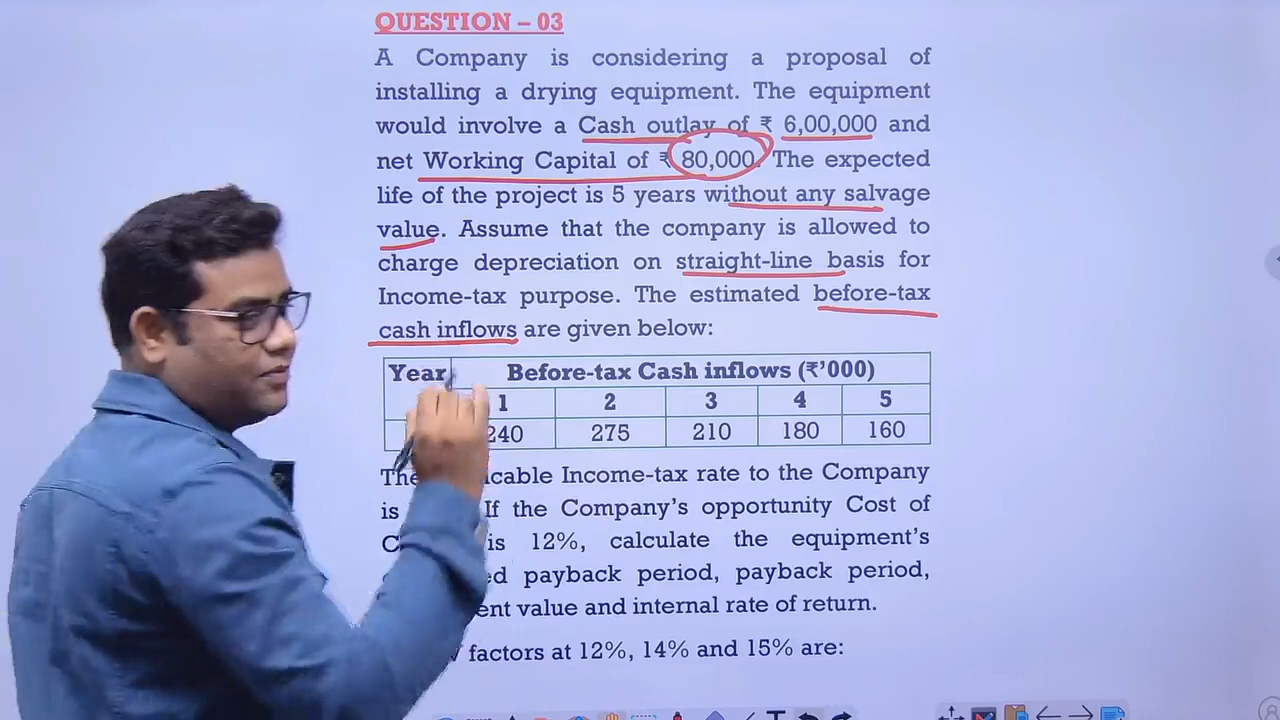 QUESTION – 03
A Company is considering a proposal of
installing a drying equipment. The equipment
would involve a Cash outlay of ₹ 6,00,000 and
net Working Capital of ₹ 80,000. The expected
life of the project is 5 years without any salvage
value. Assume that the company is allowed to
charge depreciation on straight-line basis for
Income-tax purpose. The estimated before-tax
cash inflows are given below:
Year Before-tax Cash inflows (₹’000)
1 2 3 4 5
240 275 210 180 160
Income-tax rate to the Company
is If the Company’s opportunity Cost of
is 12%, calculate the equipment’s
payback period, payback period,
value and internal rate of return.
factors at 12%, 14% and 15% are: